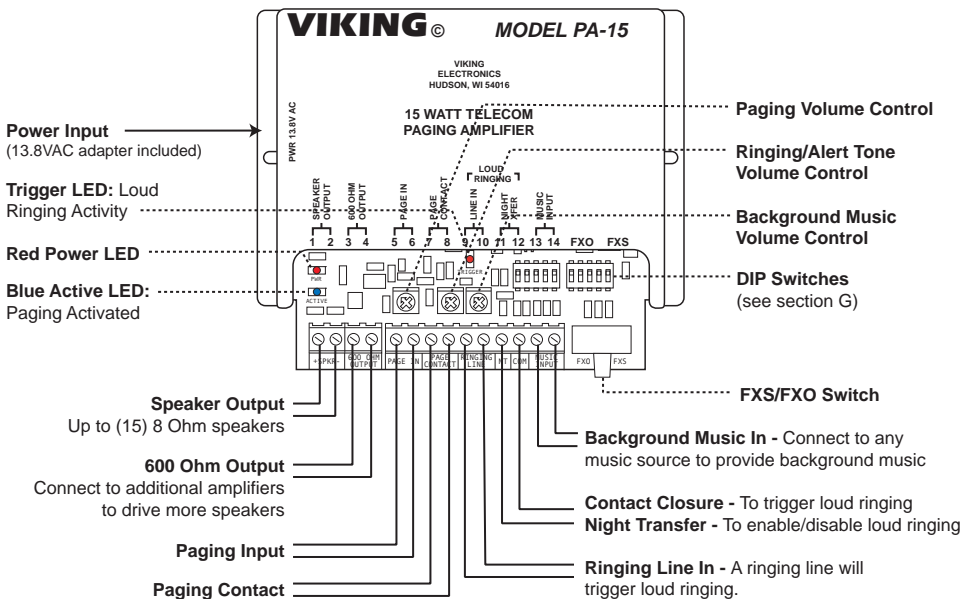 VIKING©
MODEL PA-15
VIKING
ELECTRONICS
HUDSON, WI 54016
PWR 13.8V AC
15 WATT TELECOM
PAGING AMPLIFIER
Power Input
(13.8VAC adapter included)
Trigger LED: Loud
Ringing Activity
Red Power LED
Blue Active LED:
Paging Activated
Paging Volume Control
Ringing/Alert Tone
Volume Control
Background Music
Volume Control
DIP Switches
(see section G)
FXS/FXO Switch
LOUD
RINGING
SPEAKER
OUTPUT
600 OHM
OUTPUT
PAGE IN
PAGE
CONTACT
LINE IN
NIGHT
XFER
MUSIC
INPUT
1 2 3 4 5 6 7 8 9 10 11 12 13 14 FXO FXS
PWR
TRIGGER
ACTIVE
+SPKR-
600 OHM
OUTPUT
PAGE IN
PAGE
CONTACT
RINGING
LINE
NT
COM
MUSIC
INPUT
FXO FXS
Speaker Output
Up to (15) 8 Ohm speakers
600 Ohm Output
Connect to additional amplifiers
to drive more speakers
Paging Input
Paging Contact
Background Music In - Connect to any
music source to provide background music
Contact Closure - To trigger loud ringing
Night Transfer - To enable/disable loud ringing
Ringing Line In - A ringing line will
trigger loud ringing.